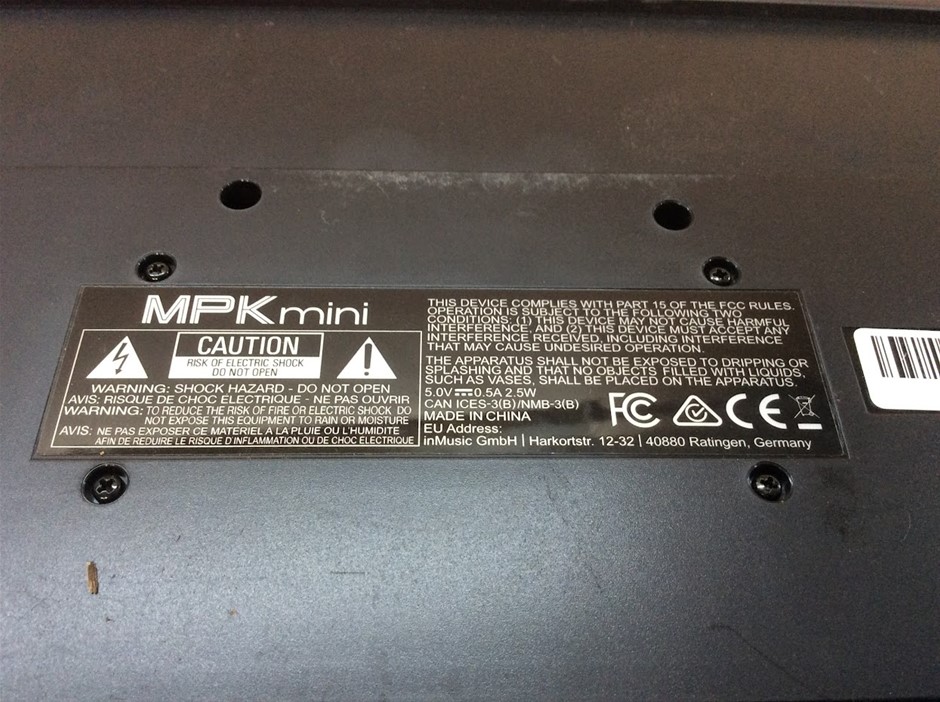 MPK mini
CAUTION
RISK OF ELECTRIC SHOCK
DO NOT OPEN
WARNING: SHOCK HAZARD - DO NOT OPEN
AVIS: RISQUE DE CHOC ELECTRIQUE - NE PAS OUVRIR
WARNING: TO REDUCE THE RISK OF FIRE OR ELECTRIC SHOCK DO
NOT EXPOSE THIS EQUIPMENT TO RAIN OR MOISTURE
AVIS: NE PAS EXPOSER CE MATERIEL A LA PLUIE OU L'HUMIDITE
AFIN DE REDUIRE LE RISQUE D'INFLAMMATION OU DE CHOC ELECTRIQUE
THIS DEVICE COMPLIES WITH PART 15 OF THE FCC RULES.
OPERATION IS SUBJECT TO THE FOLLOWING TWO
CONDITIONS: (1) THIS DEVICE MAY NOT CAUSE HARMFUL
INTERFERENCE, AND (2) THIS DEVICE MUST ACCEPT ANY
INTERFERENCE RECEIVED, INCLUDING INTERFERENCE
THAT MAY CAUSE UNDESIRED OPERATION.
THE APPARATUS SHALL NOT BE EXPOSED TO DRIPPING OR
SPLASHING AND THAT NO OBJECTS FILLED WITH LIQUIDS,
SUCH AS VASES, SHALL BE PLACED ON THE APPARATUS.
5.0V⎓0.5A 2.5W
CAN ICES-3(B)/NMB-3(B)
MADE IN CHINA
FC CE
EU Address:
inMusic GmbH | Harkortstr. 12-32 | 40880 Ratingen, Germany